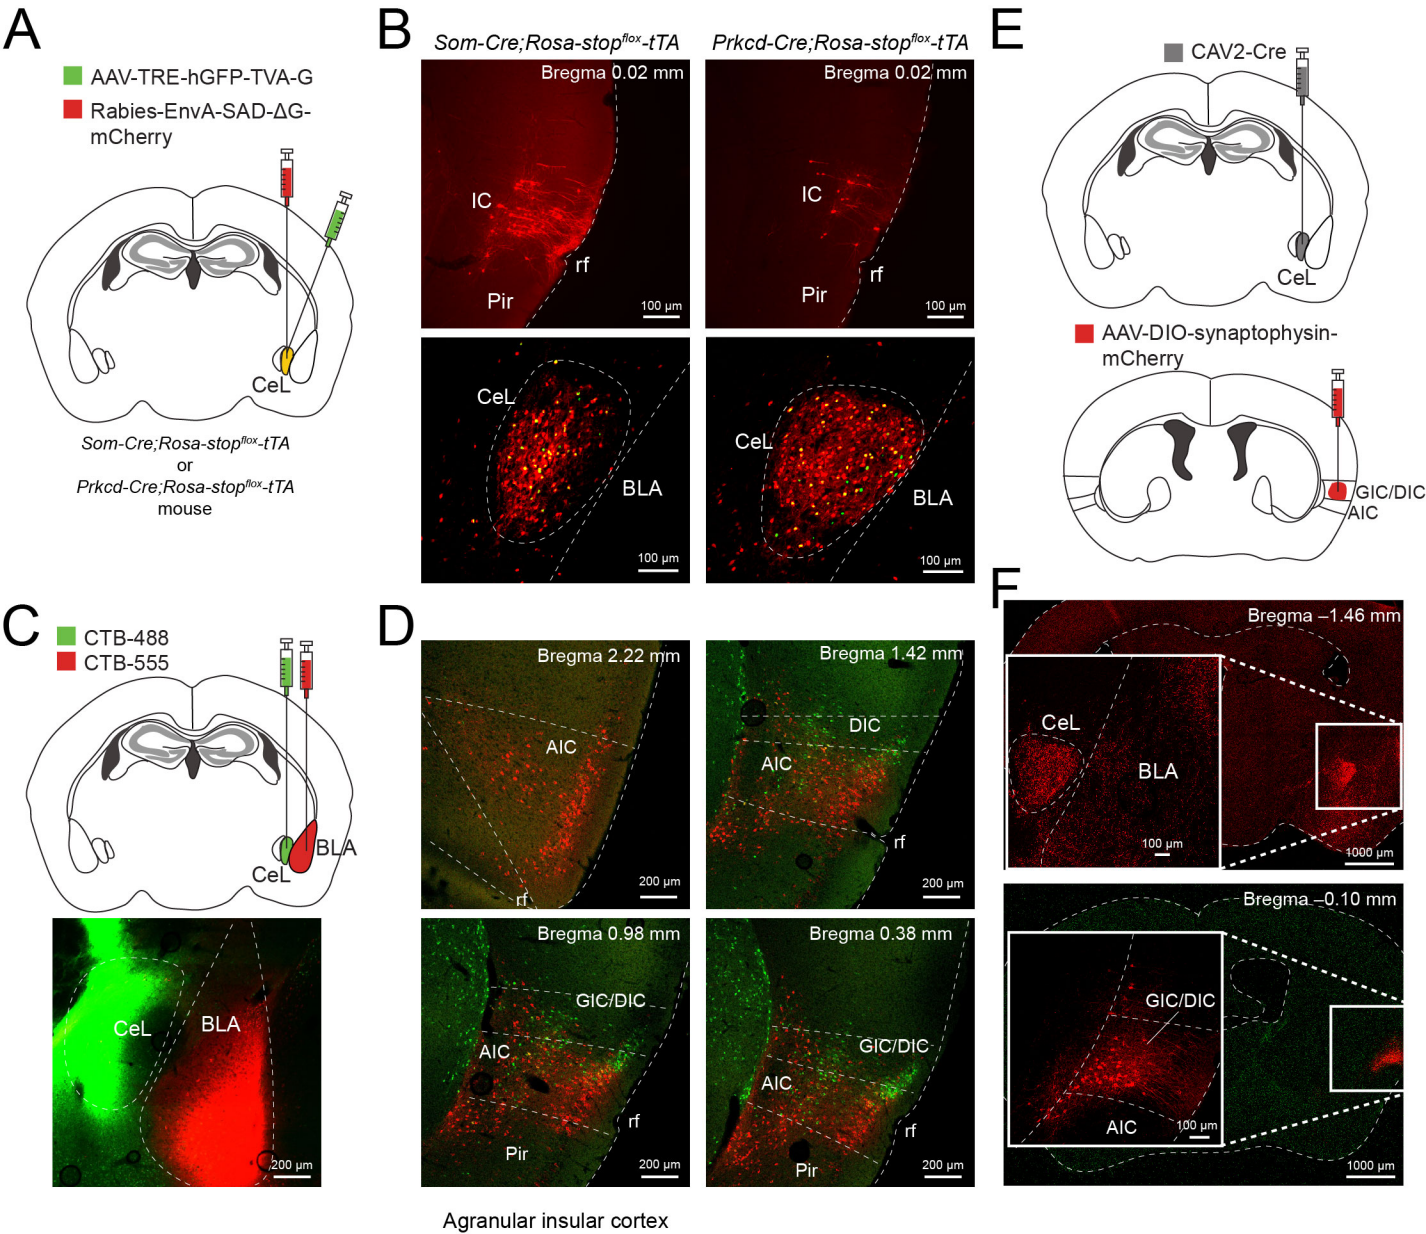 A
AAV-TRE-hGFP-TVA-G
Rabies-EnvA-SAD-ΔG-
mCherry
CeL
Som-Cre;Rosa-stopflox-tTA
or
Prkcd-Cre;Rosa-stopflox-tTA
mouse
B
Som-Cre;Rosa-stopflox-tTA
Prkcd-Cre;Rosa-stopflox-tTA
Bregma 0.02 mm
IC
rf
Pir
100 µm
Bregma 0.02 mm
IC
rf
Pir
100 µm
CeL
BLA
100 µm
CeL
BLA
100 µm
C
CTB-488
CTB-555
BLA
CeL
CeL
BLA
200 µm
D
Bregma 2.22 mm
AIC
rf
200 µm
Bregma 1.42 mm
DIC
AIC
rf
200 µm
Bregma 0.98 mm
GIC/DIC
AIC
rf
Pir
200 µm
Bregma 0.38 mm
GIC/DIC
AIC
rf
Pir
200 µm
Agranular insular cortex
E
CAV2-Cre
CeL
AAV-DIO-synaptophysin-
mCherry
GIC/DIC
AIC
F
Bregma –1.46 mm
CeL
BLA
100 µm
1000 µm
Bregma –0.10 mm
GIC/DIC
AIC
100 µm
1000 µm